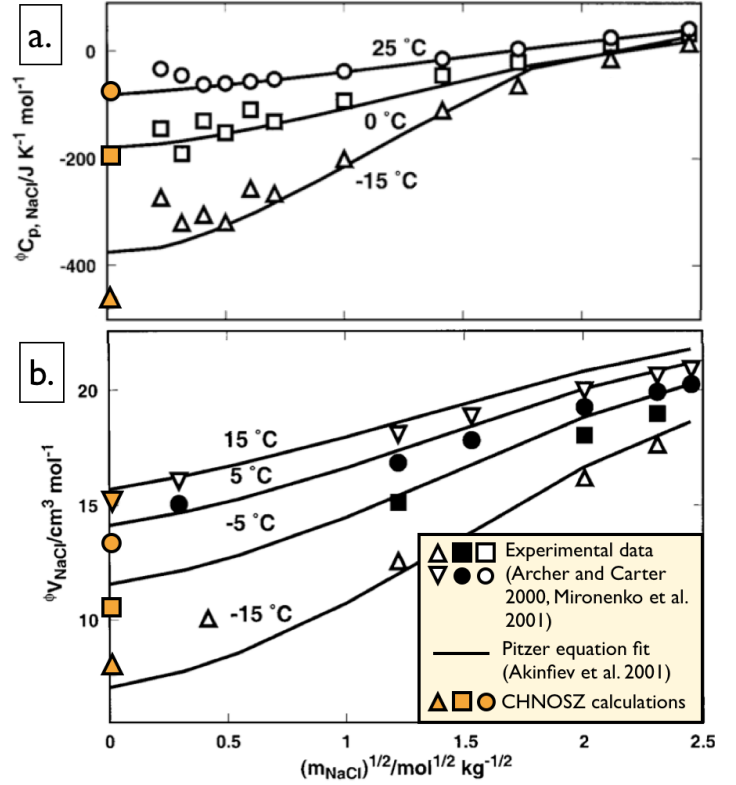 a.
0
-200
-400
ᶲCp, NaCl/J K⁻¹ mol⁻¹
25 ˚C
0 ˚C
-15 ˚C
b.
20
15
10
ᶲVNaCl/cm³ mol⁻¹
15 ˚C
5 ˚C
-5 ˚C
-15 ˚C
Experimental data
(Archer and Carter
2000, Mironenko et al.
2001)
Pitzer equation fit
(Akinfiev et al. 2001)
CHNOSZ calculations
0 0.5 1 1.5 2 2.5
(mNaCl)¹/²/mol¹/² kg⁻¹/²